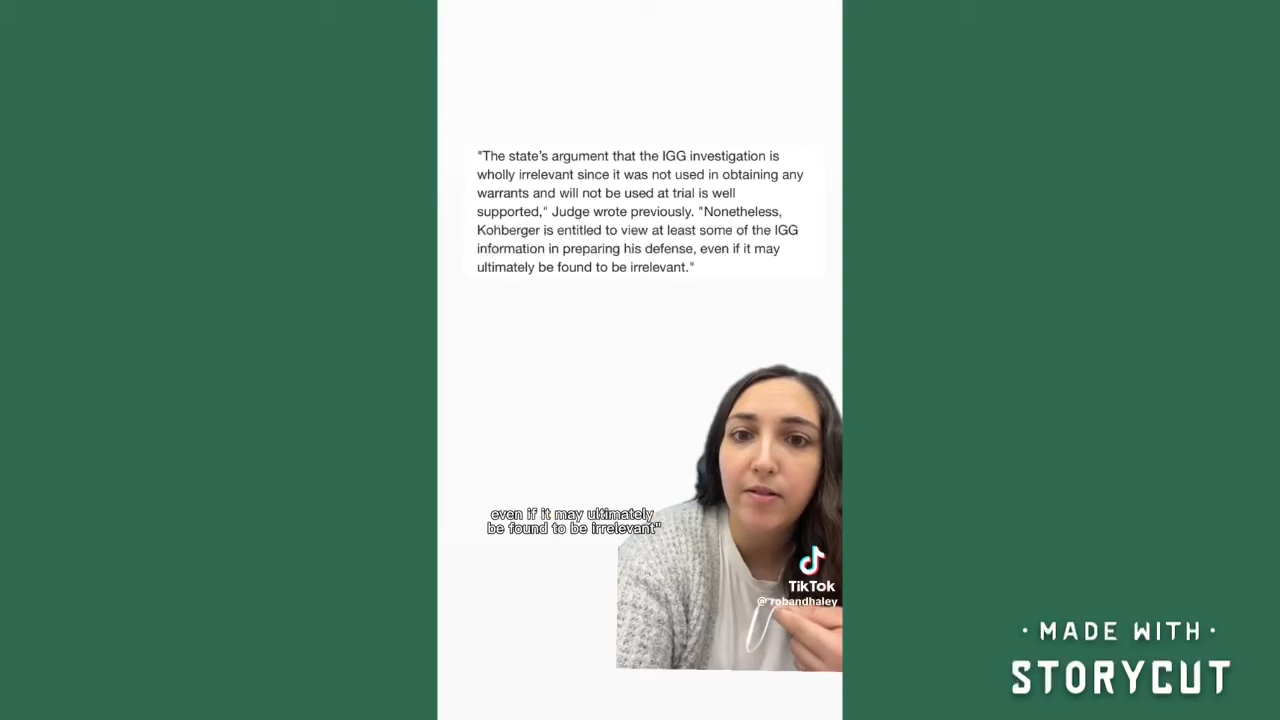 "The state's argument that the IGG investigation is
wholly irrelevant since it was not used in obtaining any
warrants and will not be used at trial is well
supported," Judge wrote previously. "Nonetheless,
Kohberger is entitled to view at least some of the IGG
information in preparing his defense, even if it may
ultimately be found to be irrelevant."
even if it may ultimately
be found to be irrelevant"
TikTok
@robandhaley
· MADE WITH ·
STORYCUT